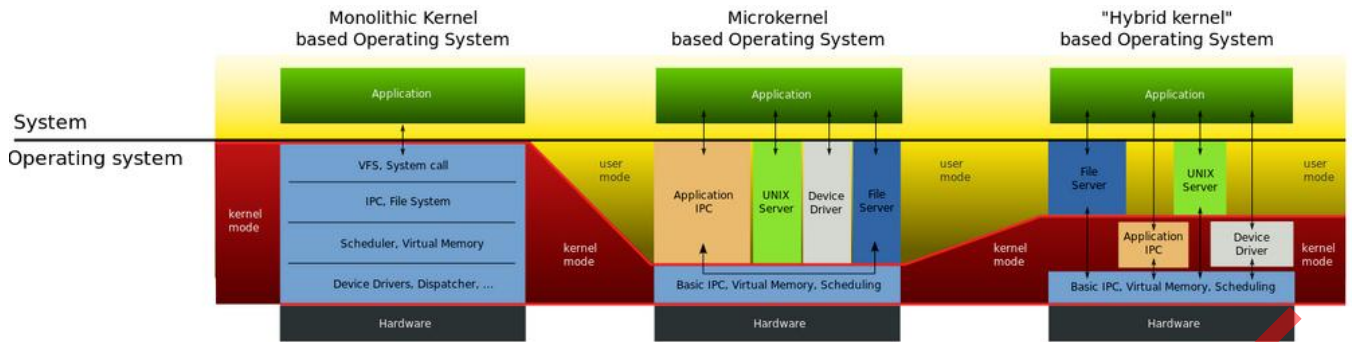 Monolithic Kernel
based Operating System
Microkernel
based Operating System
"Hybrid kernel"
based Operating System
Application
Application
Application
System
Operating system
VFS, System call
IPC, File System
Scheduler, Virtual Memory
Device Drivers, Dispatcher, ...
Hardware
kernel
mode
kernel
mode
user
mode
Application
IPC
UNIX
Server
Device
Driver
File
Server
Basic IPC, Virtual Memory, Scheduling
Hardware
user
mode
kernel
mode
File
Server
UNIX
Server
Application
IPC
Device
Driver
Basic IPC, Virtual Memory, Scheduling
Hardware
user
mode
kernel
mode